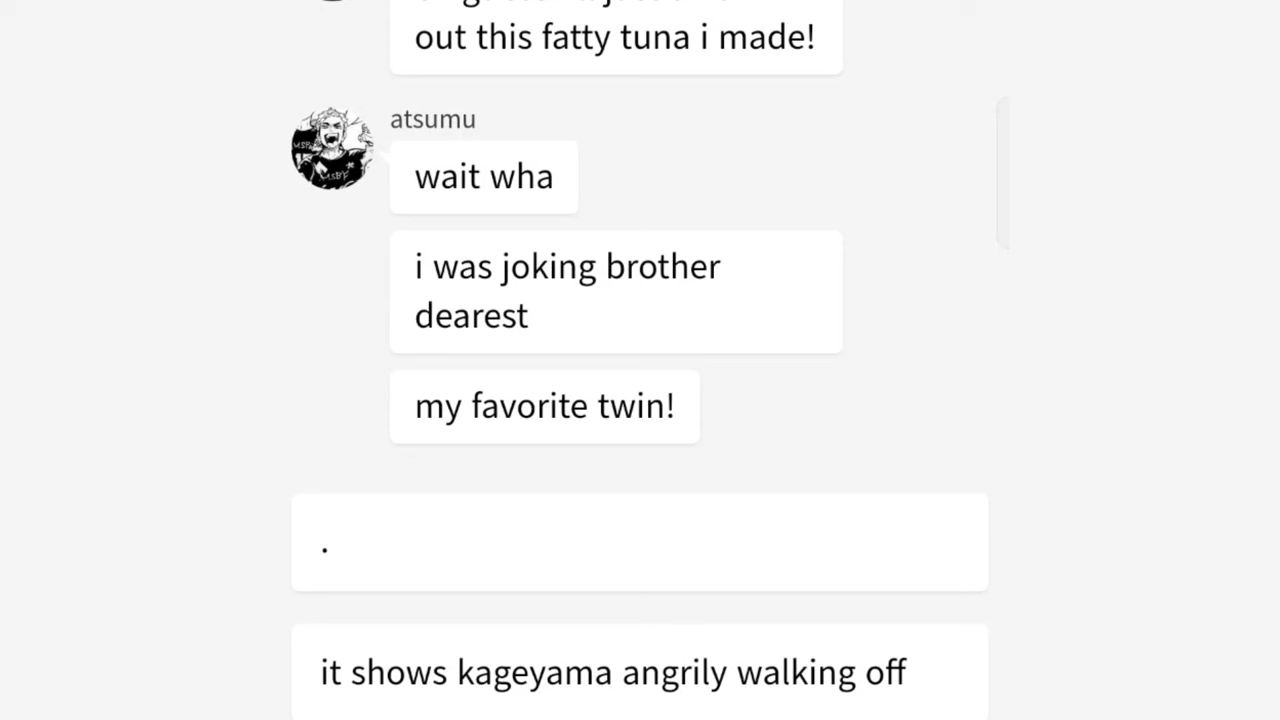 out this fatty tuna i made!
atsumu
wait wha
i was joking brother
dearest
my favorite twin!
.
it shows kageyama angrily walking off